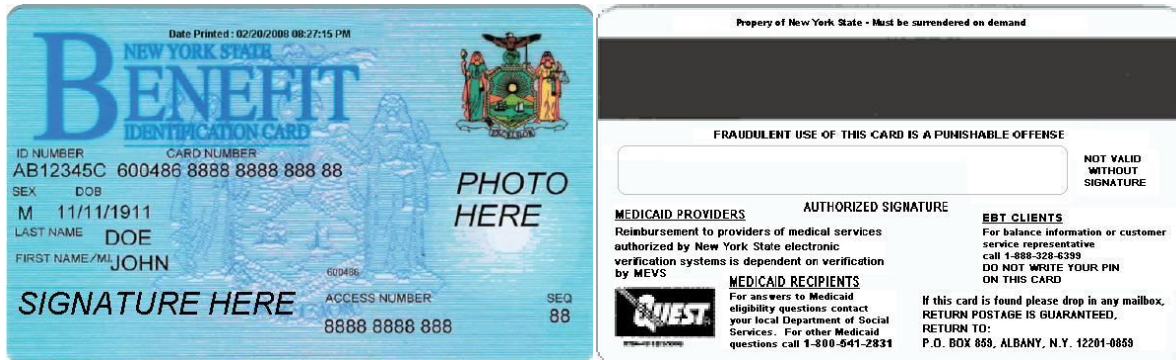 Date Printed : 02/20/2008 08:27:15 PM
NEW YORK STATE
BENEFIT
IDENTIFICATION CARD
EXCELSIOR
ID NUMBER CARD NUMBER
AB12345C 600486 8888 8888 888 88
SEX DOB
M 11/11/1911
LAST NAME DOE
FIRST NAME/M.I. JOHN
PHOTO
HERE
600486
SIGNATURE HERE
ACCESS NUMBER SEQ
8888 8888 888 88
Propery of New York State - Must be surrendered on demand
FRAUDULENT USE OF THIS CARD IS A PUNISHABLE OFFENSE
NOT VALID
WITHOUT
SIGNATURE
AUTHORIZED SIGNATURE
MEDICAID PROVIDERS
Reimbursement to providers of medical services
authorized by New York State electronic
verification systems is dependent on verification
by MEVS
EBT CLIENTS
For balance information or customer
service representative
call 1-888-328-6399
DO NOT WRITE YOUR PIN
ON THIS CARD
QUEST
MEDICAID RECIPIENTS
For answers to Medicaid
eligibility questions contact
your local Department of Social
Services. For other Medicaid
questions call 1-800-541-2831
If this card is found please drop in any mailbox,
RETURN POSTAGE IS GUARANTEED,
RETURN TO:
P.O. BOX 859, ALBANY, N.Y. 12201-0859